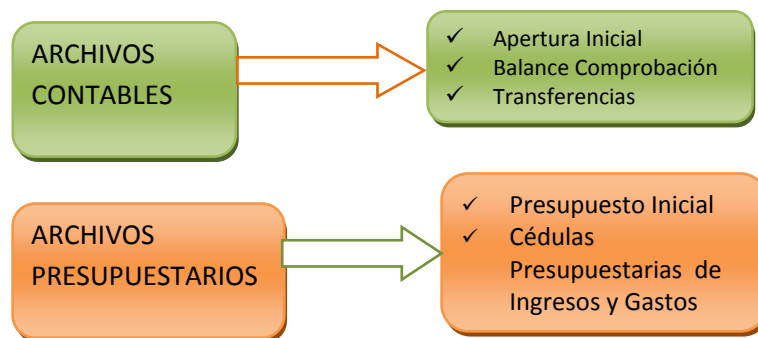 ARCHIVOS
CONTABLES
✓ Apertura Inicial
✓ Balance Comprobación
✓ Transferencias
ARCHIVOS
PRESUPUESTARIOS
✓ Presupuesto Inicial
✓ Cédulas
Presupuestarias de
Ingresos y Gastos